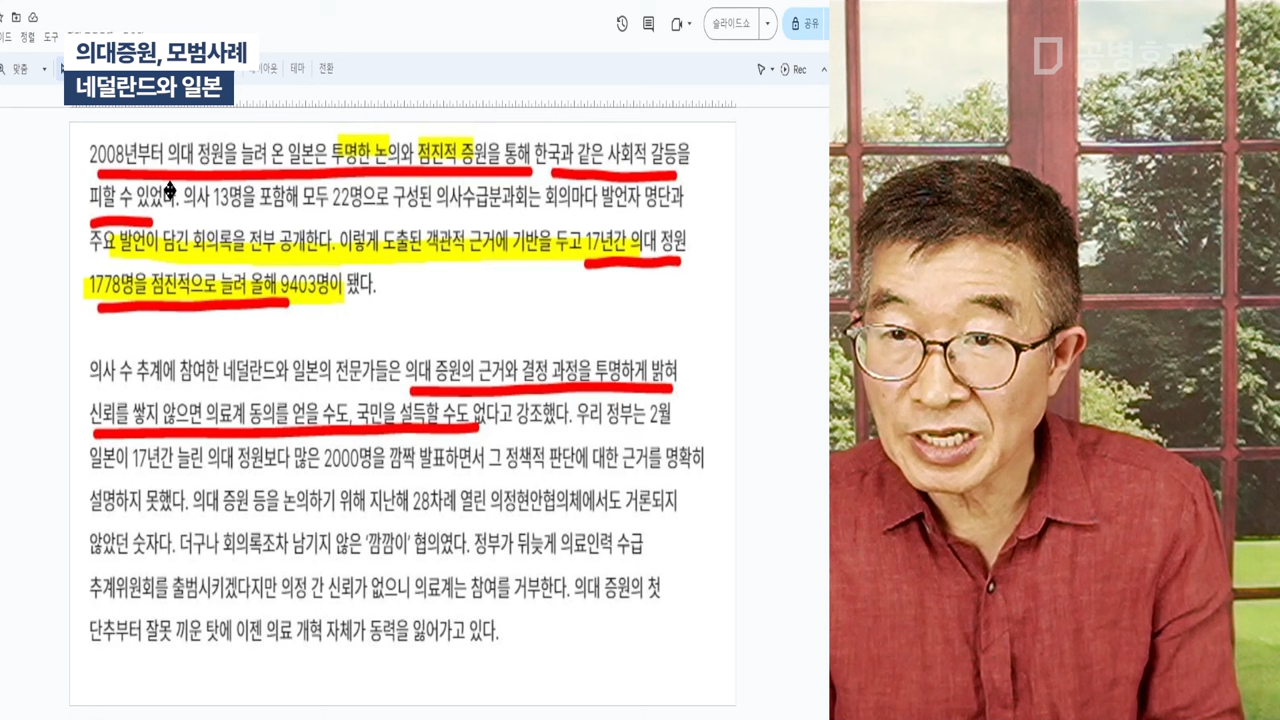 이드 정렬 도구
슬라이드쇼
공유
맞춤
테마
전환
Rec
의대증원, 모범사례
네덜란드와 일본
2008년부터 의대 정원을 늘려 온 일본은 투명한 논의와 점진적 증원을 통해 한국과 같은 사회적 갈등을
피할 수 있었다. 의사 13명을 포함해 모두 22명으로 구성된 의사수급분과회는 회의마다 발언자 명단과
주요 발언이 담긴 회의록을 전부 공개한다. 이렇게 도출된 객관적 근거에 기반을 두고 17년간 의대 정원
1778명을 점진적으로 늘려 올해 9403명이 됐다.
의사 수 추계에 참여한 네덜란드와 일본의 전문가들은 의대 증원의 근거와 결정 과정을 투명하게 밝혀
신뢰를 쌓지 않으면 의료계 동의를 얻을 수도, 국민을 설득할 수도 없다고 강조했다. 우리 정부는 2월
일본이 17년간 늘린 의대 정원보다 많은 2000명을 깜짝 발표하면서 그 정책적 판단에 대한 근거를 명확히
설명하지 못했다. 의대 증원 등을 논의하기 위해 지난해 28차례 열린 의정현안협의체에서도 거론되지
않았던 숫자다. 더구나 회의록조차 남기지 않은 '깜깜이' 협의였다. 정부가 뒤늦게 의료인력 수급
추계위원회를 출범시키겠다지만 의정 간 신뢰가 없으니 의료계는 참여를 거부한다. 의대 증원의 첫
단추부터 잘못 끼운 탓에 이젠 의료 개혁 자체가 동력을 잃어가고 있다.
공병호